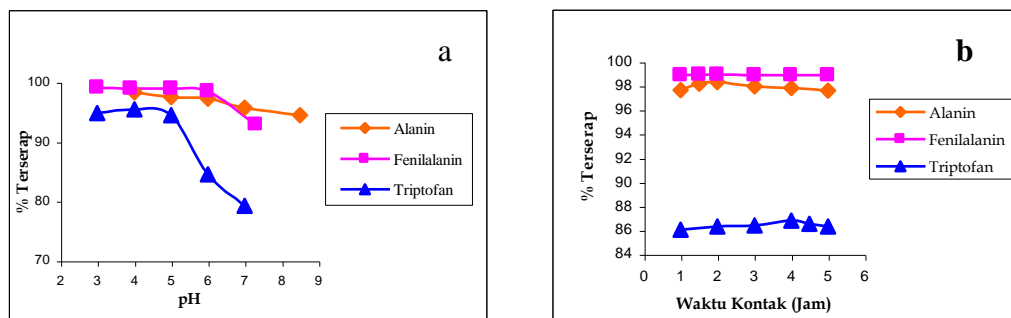 a
100
90
80
70
% Terserap
2 3 4 5 6 7 8 9
pH
Alanin
Fenilalanin
Triptofan
b
100
98
96
94
92
90
88
86
84
% Terserap
0 1 2 3 4 5 6
Waktu Kontak (Jam)
Alanin
Fenilalanin
Triptofan